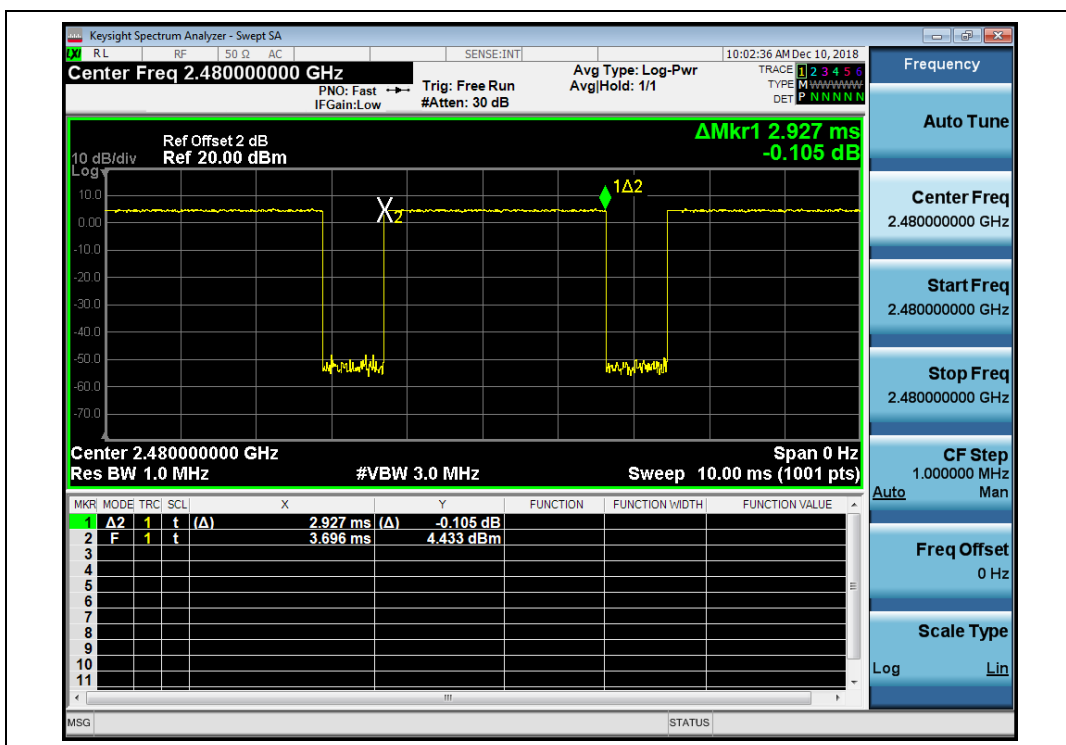 Keysight Spectrum Analyzer - Swept SA
LXI RL RF 50 Ω AC SENSE:INT 10:02:36 AM Dec 10, 2018
Center Freq 2.480000000 GHz
PNO: Fast
IFGain:Low
Trig: Free Run
#Atten: 30 dB
Avg Type: Log-Pwr
Avg|Hold: 1/1
TRACE 1 2 3 4 5 6
TYPE M WWWWW
DET P N N N N N
ΔMkr1 2.927 ms
-0.105 dB
Ref Offset 2 dB
10 dB/div Ref 20.00 dBm
Log
10.0
0.00
-10.0
-20.0
-30.0
-40.0
-50.0
-60.0
-70.0
X2
1Δ2
Center 2.480000000 GHz Span 0 Hz
Res BW 1.0 MHz #VBW 3.0 MHz Sweep 10.00 ms (1001 pts)
MKR MODE TRC SCL X Y FUNCTION FUNCTION WIDTH FUNCTION VALUE
1 Δ2 1 t (Δ) 2.927 ms (Δ) -0.105 dB
2 F 1 t 3.696 ms 4.433 dBm
3
4
5
6
7
8
9
10
11
MSG STATUS
Frequency
Auto Tune
Center Freq
2.480000000 GHz
Start Freq
2.480000000 GHz
Stop Freq
2.480000000 GHz
CF Step
1.000000 MHz
Auto Man
Freq Offset
0 Hz
Scale Type
Log Lin